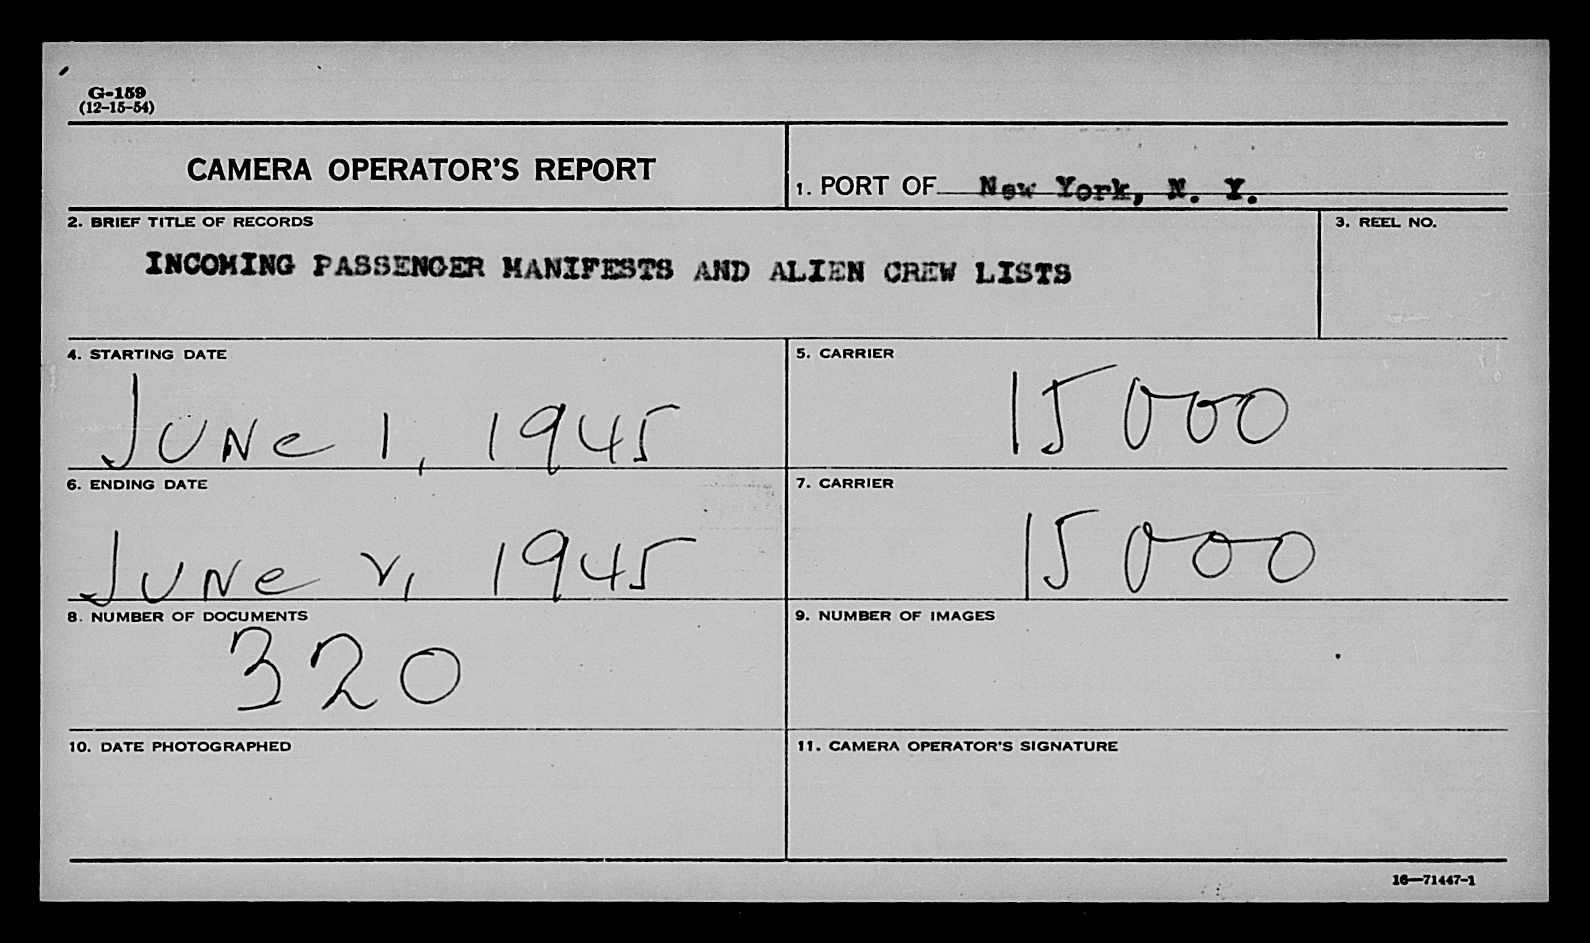 G-159
(12-15-54)
CAMERA OPERATOR'S REPORT
1. PORT OF New York, N. Y.
2. BRIEF TITLE OF RECORDS
INCOMING PASSENGER MANIFESTS AND ALIEN CREW LISTS
3. REEL NO.
4. STARTING DATE
June 1, 1945
5. CARRIER
15000
6. ENDING DATE
June 2, 1945
7. CARRIER
15000
8. NUMBER OF DOCUMENTS
320
9. NUMBER OF IMAGES
10. DATE PHOTOGRAPHED
11. CAMERA OPERATOR'S SIGNATURE
16—71447-1